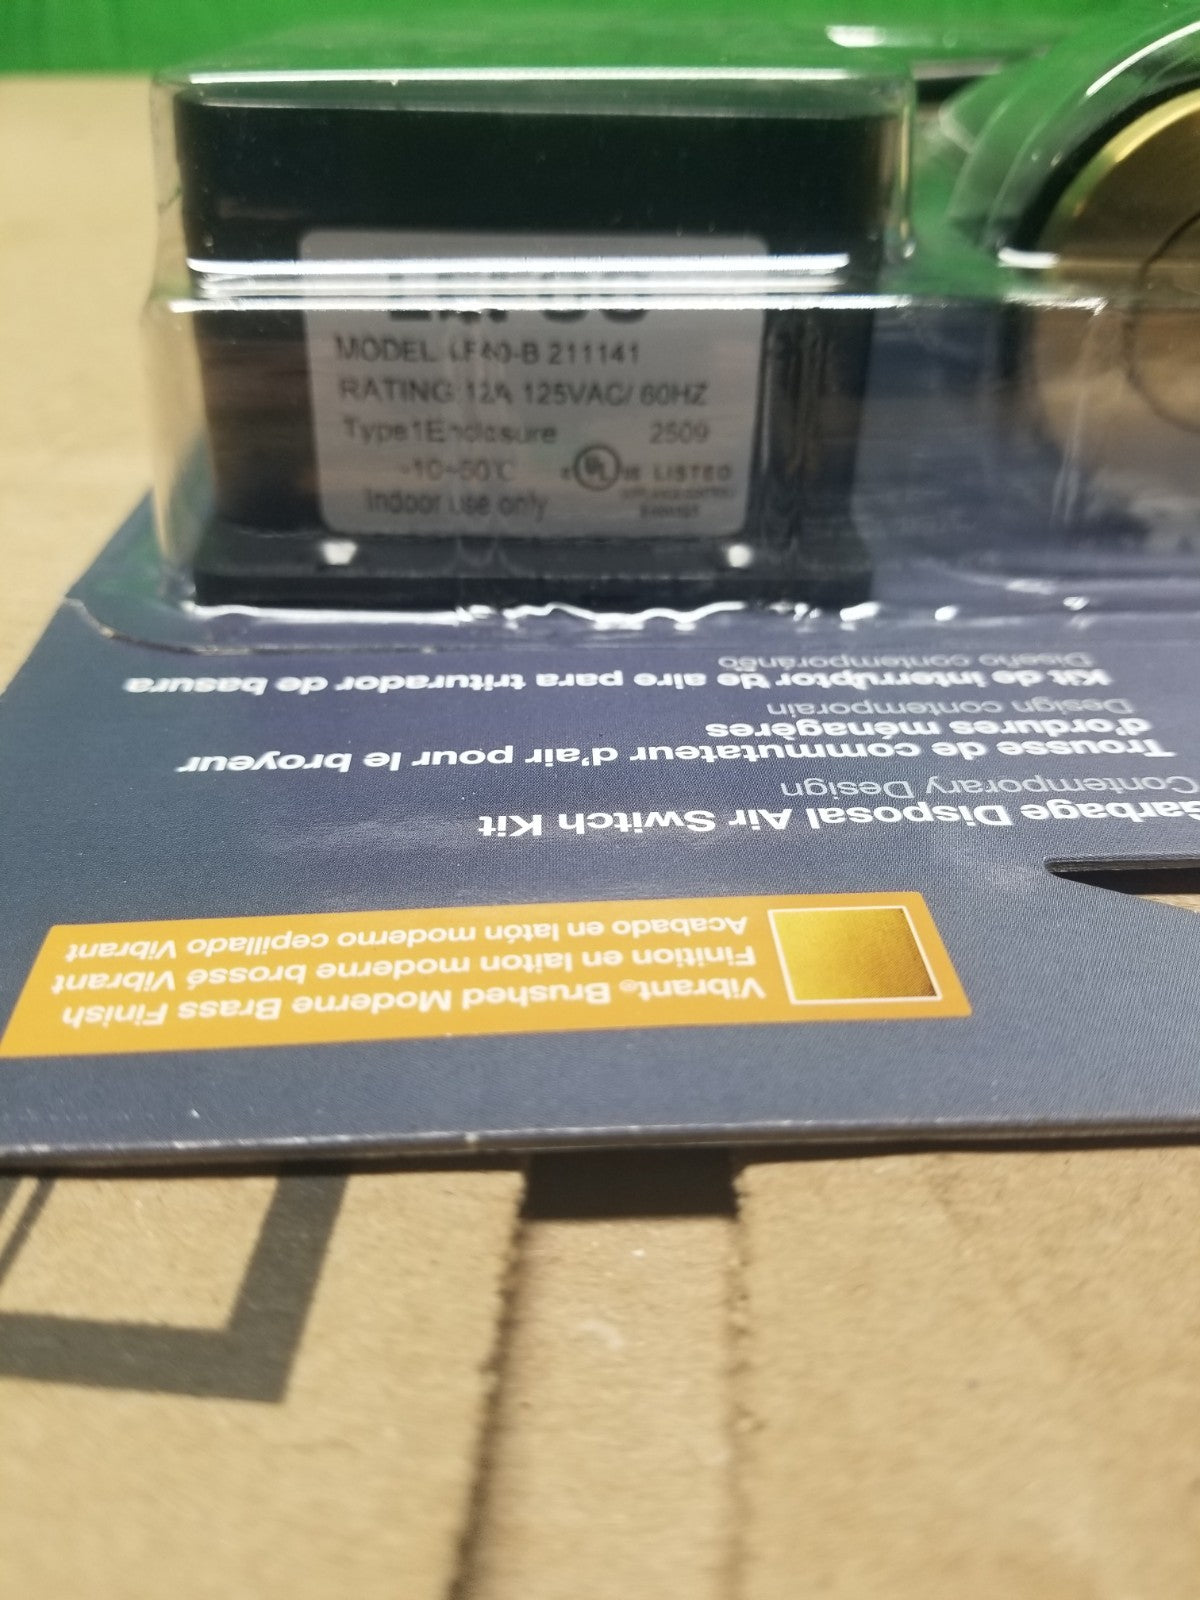 MODEL 211141
RATING: 12A 125VAC/ 60HZ
Type1Enclosure 2509
-10~50℃ UL LISTED
Indoor use only
Garbage Disposal Air Switch Kit
Contemporary Design
Trousse de commutateur d'air pour le broyeur
d'ordures ménagères
Design contemporain
Kit de interruptor de aire para triturador de basura
Diseño contemporáneo
Vibrant® Brushed Moderne Brass Finish
Finition en laiton moderne brossé Vibrant
Acabado en latón moderno cepillado Vibrant